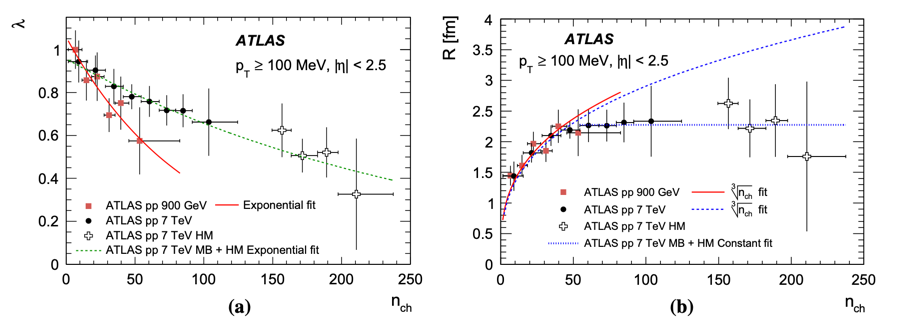 λ
1
0.8
0.6
0.4
0.2
0
ATLAS
p_T ≥ 100 MeV, |η| < 2.5
ATLAS pp 900 GeV
Exponential fit
ATLAS pp 7 TeV
ATLAS pp 7 TeV HM
ATLAS pp 7 TeV MB + HM Exponential fit
0 50 100 150 200 250
n_ch
(a)
R [fm]
4
3.5
3
2.5
2
1.5
1
0.5
0
ATLAS
p_T ≥ 100 MeV, |η| < 2.5
ATLAS pp 900 GeV
∛n_ch fit
ATLAS pp 7 TeV
∛n_ch fit
ATLAS pp 7 TeV HM
ATLAS pp 7 TeV MB + HM Constant fit
0 50 100 150 200 250
n_ch
(b)